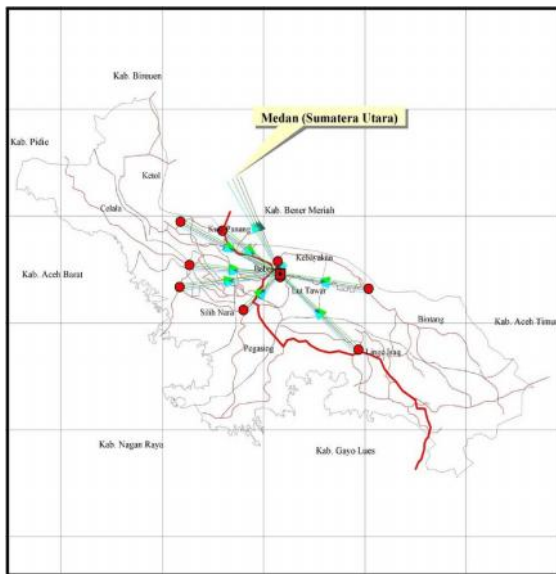 Kab. Bireuen
Medan (Sumatera Utara)
Kab. Pidie
Ketol
Celala
Kab. Bener Meriah
Kebayakan
Kab. Aceh Barat
Lut Tawar
Bintang
Silih Nara
Kab. Aceh Timur
Pegasing
Linge Isaq
Kab. Nagan Raya
Kab. Gayo Lues